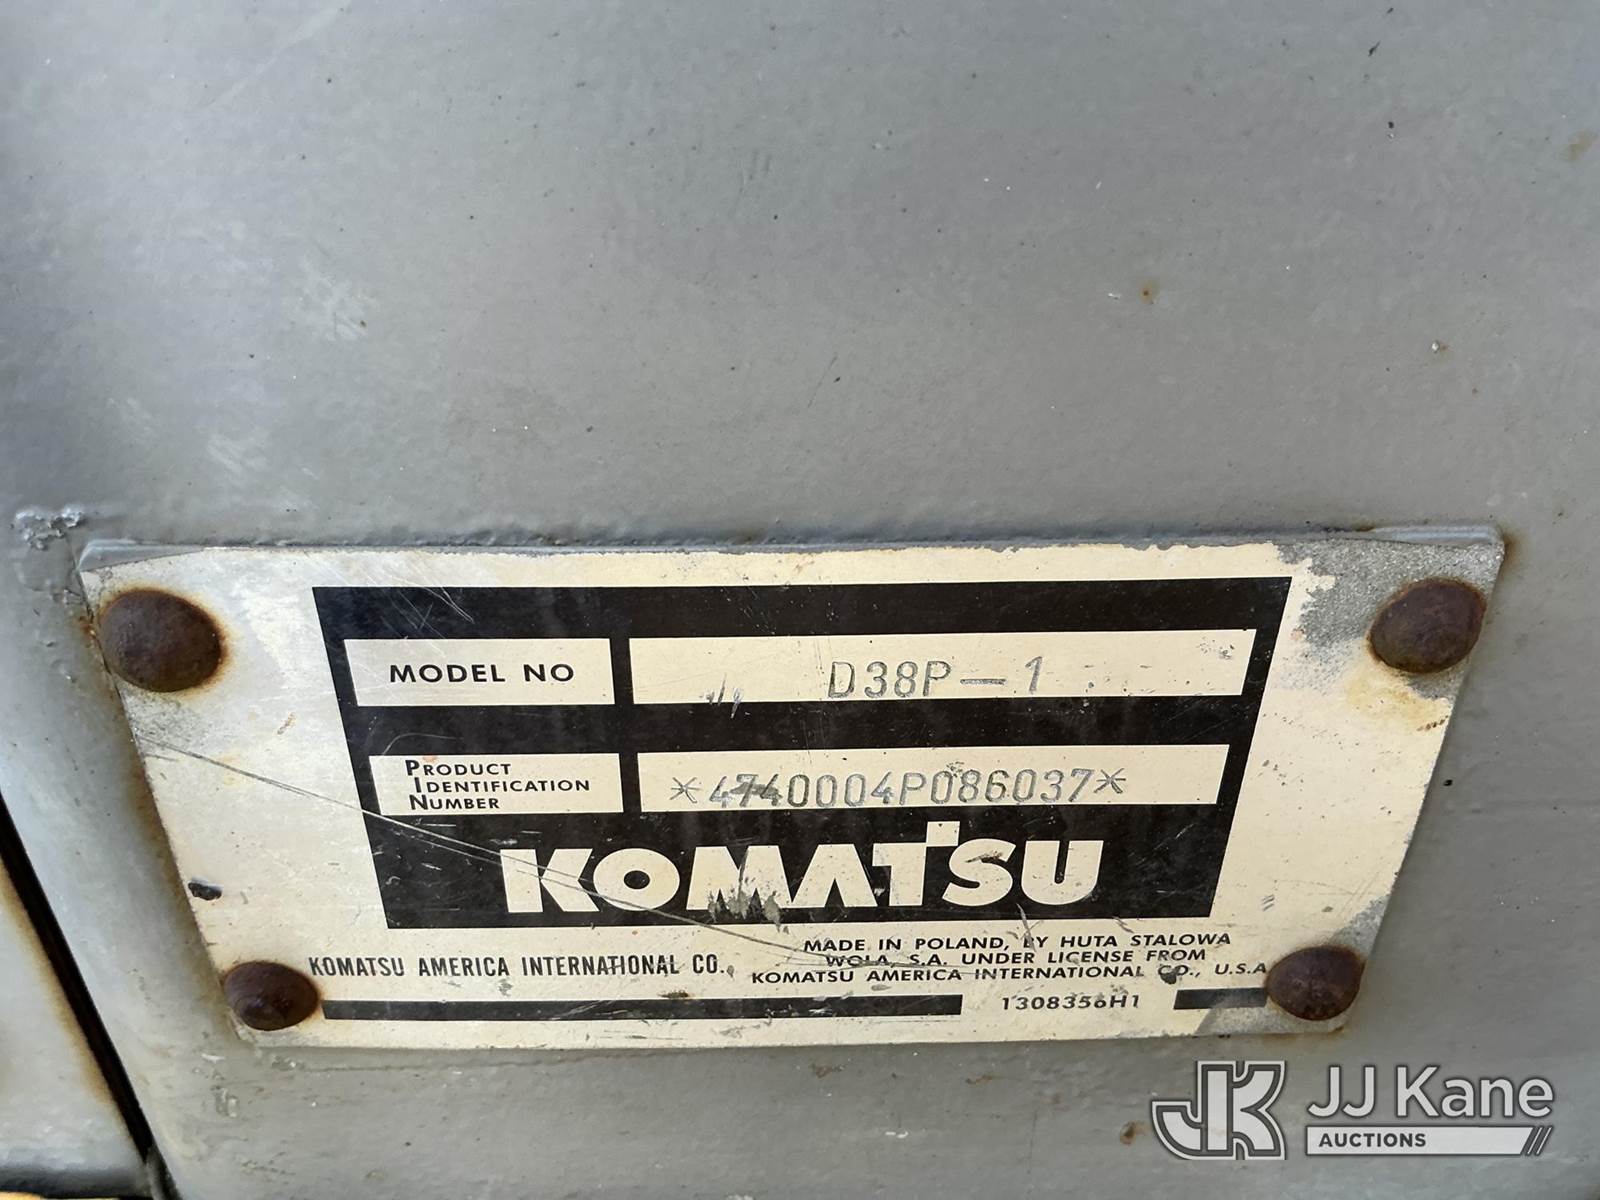 MODEL NO
D38P-1
PRODUCT
IDENTIFICATION
NUMBER
*4740004P086037*
KOMATSU
KOMATSU AMERICA INTERNATIONAL CO.,
MADE IN POLAND, BY HUTA STALOWA
WOLA, S.A. UNDER LICENSE FROM
KOMATSU AMERICA INTERNATIONAL CO., U.S.A
1308356H1
JJ Kane
AUCTIONS